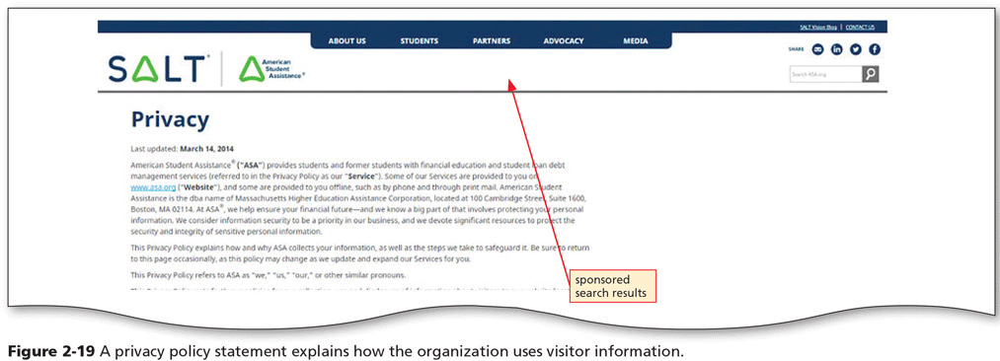 SALT Vision Blog | CONTACT US
ABOUT US STUDENTS PARTNERS ADVOCACY MEDIA
SHARE
SALT
American
Student
Assistance®
Search ASA.org
Privacy
Last updated: March 14, 2014
American Student Assistance® ("ASA") provides students and former students with financial education and student loan debt
management services (referred to in the Privacy Policy as our "Service"). Some of our Services are provided to you on
www.asa.org ("Website"), and some are provided to you offline, such as by phone and through print mail. American Student
Assistance is the dba name of Massachusetts Higher Education Assistance Corporation, located at 100 Cambridge Street, Suite 1600,
Boston, MA 02114. At ASA®, we help ensure your financial future—and we know a big part of that involves protecting your personal
information. We consider information security to be a priority in our business, and we devote significant resources to protect the
security and integrity of sensitive personal information.
This Privacy Policy explains how and why ASA collects your information, as well as the steps we take to safeguard it. Be sure to return
to this page occasionally, as this policy may change as we update and expand our Services for you.
This Privacy Policy refers to ASA as "we," "us," "our," or other similar pronouns.
sponsored
search results
Figure 2-19 A privacy policy statement explains how the organization uses visitor information.